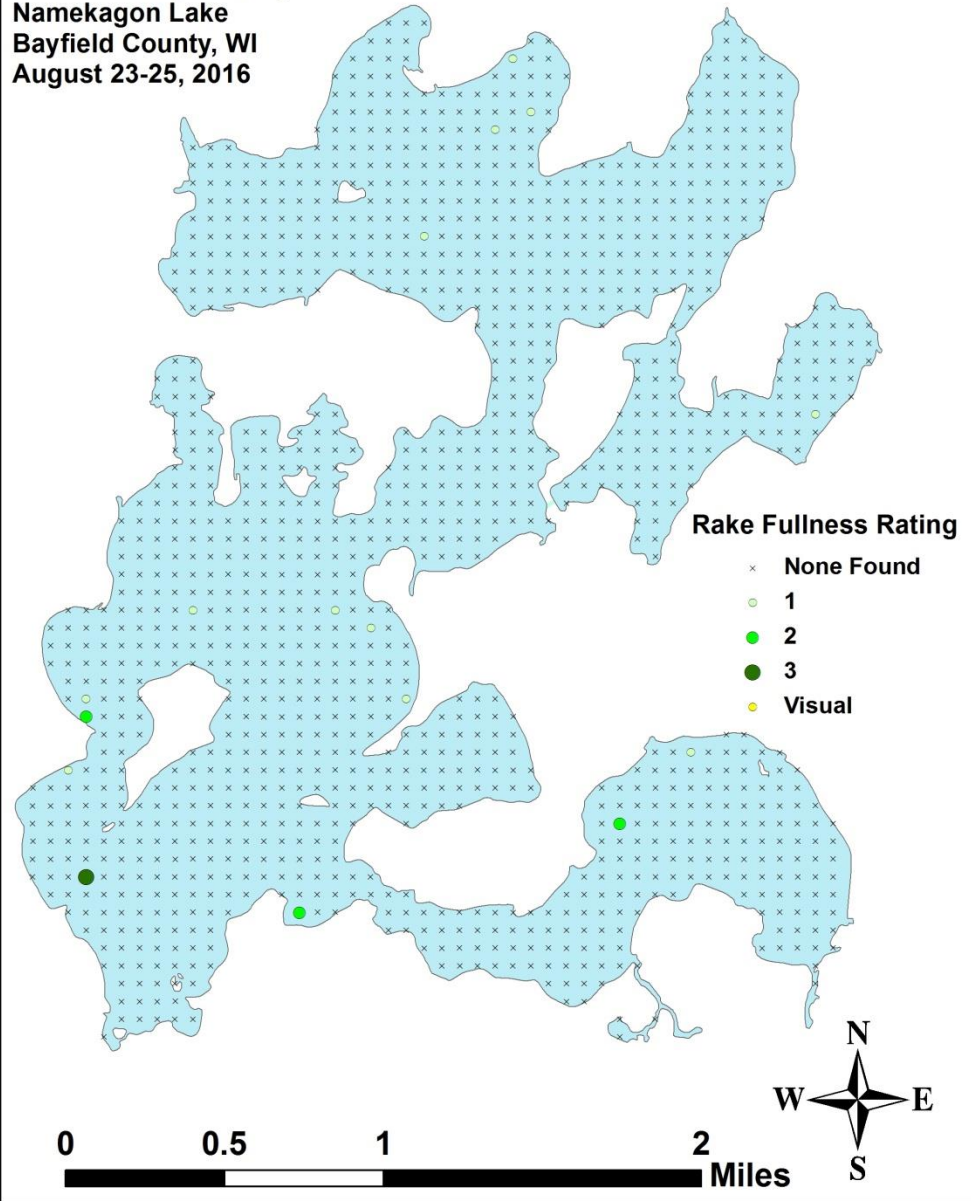 Namekagon Lake
Bayfield County, WI
August 23-25, 2016
Rake Fullness Rating
None Found
1
2
3
Visual
N
W E
S
0 0.5 1 2
Miles